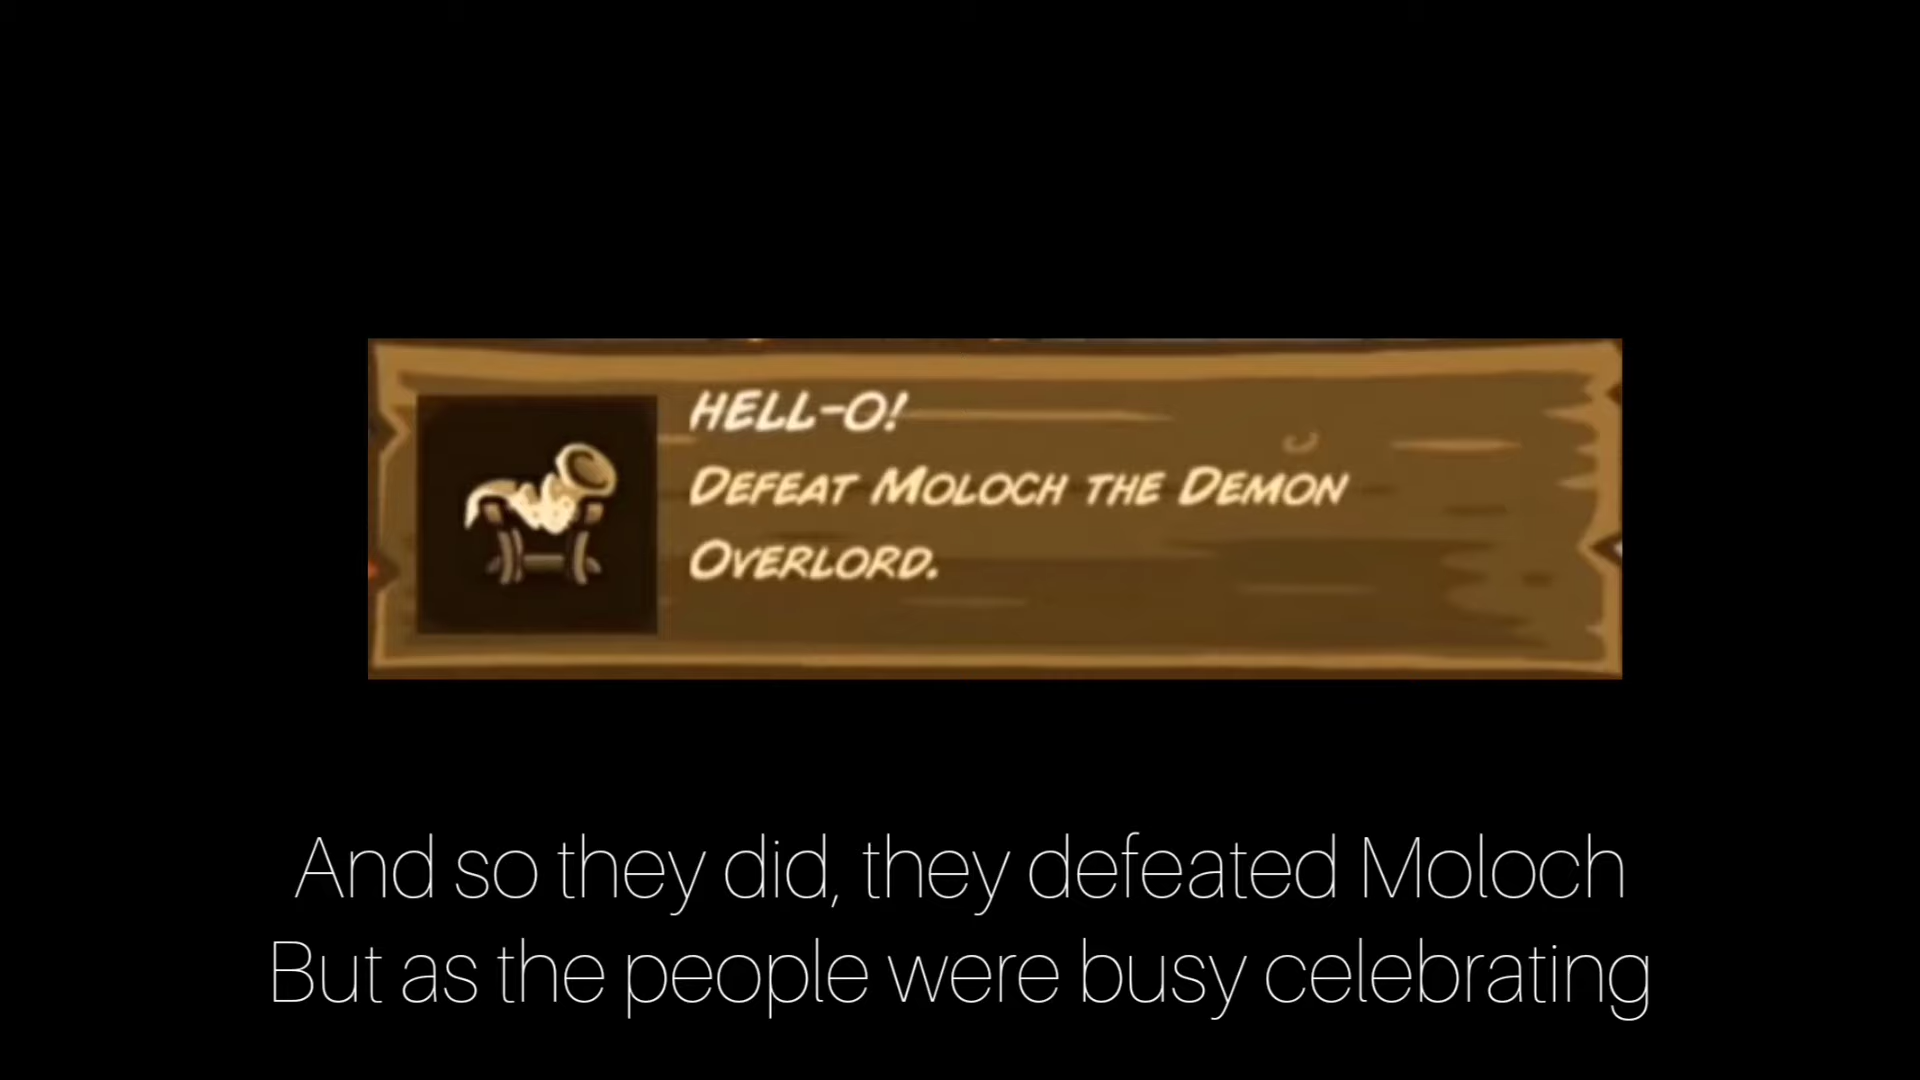 HELL-O!
DEFEAT MOLOCH THE DEMON
OVERLORD.
And so they did, they defeated Moloch
But as the people were busy celebrating